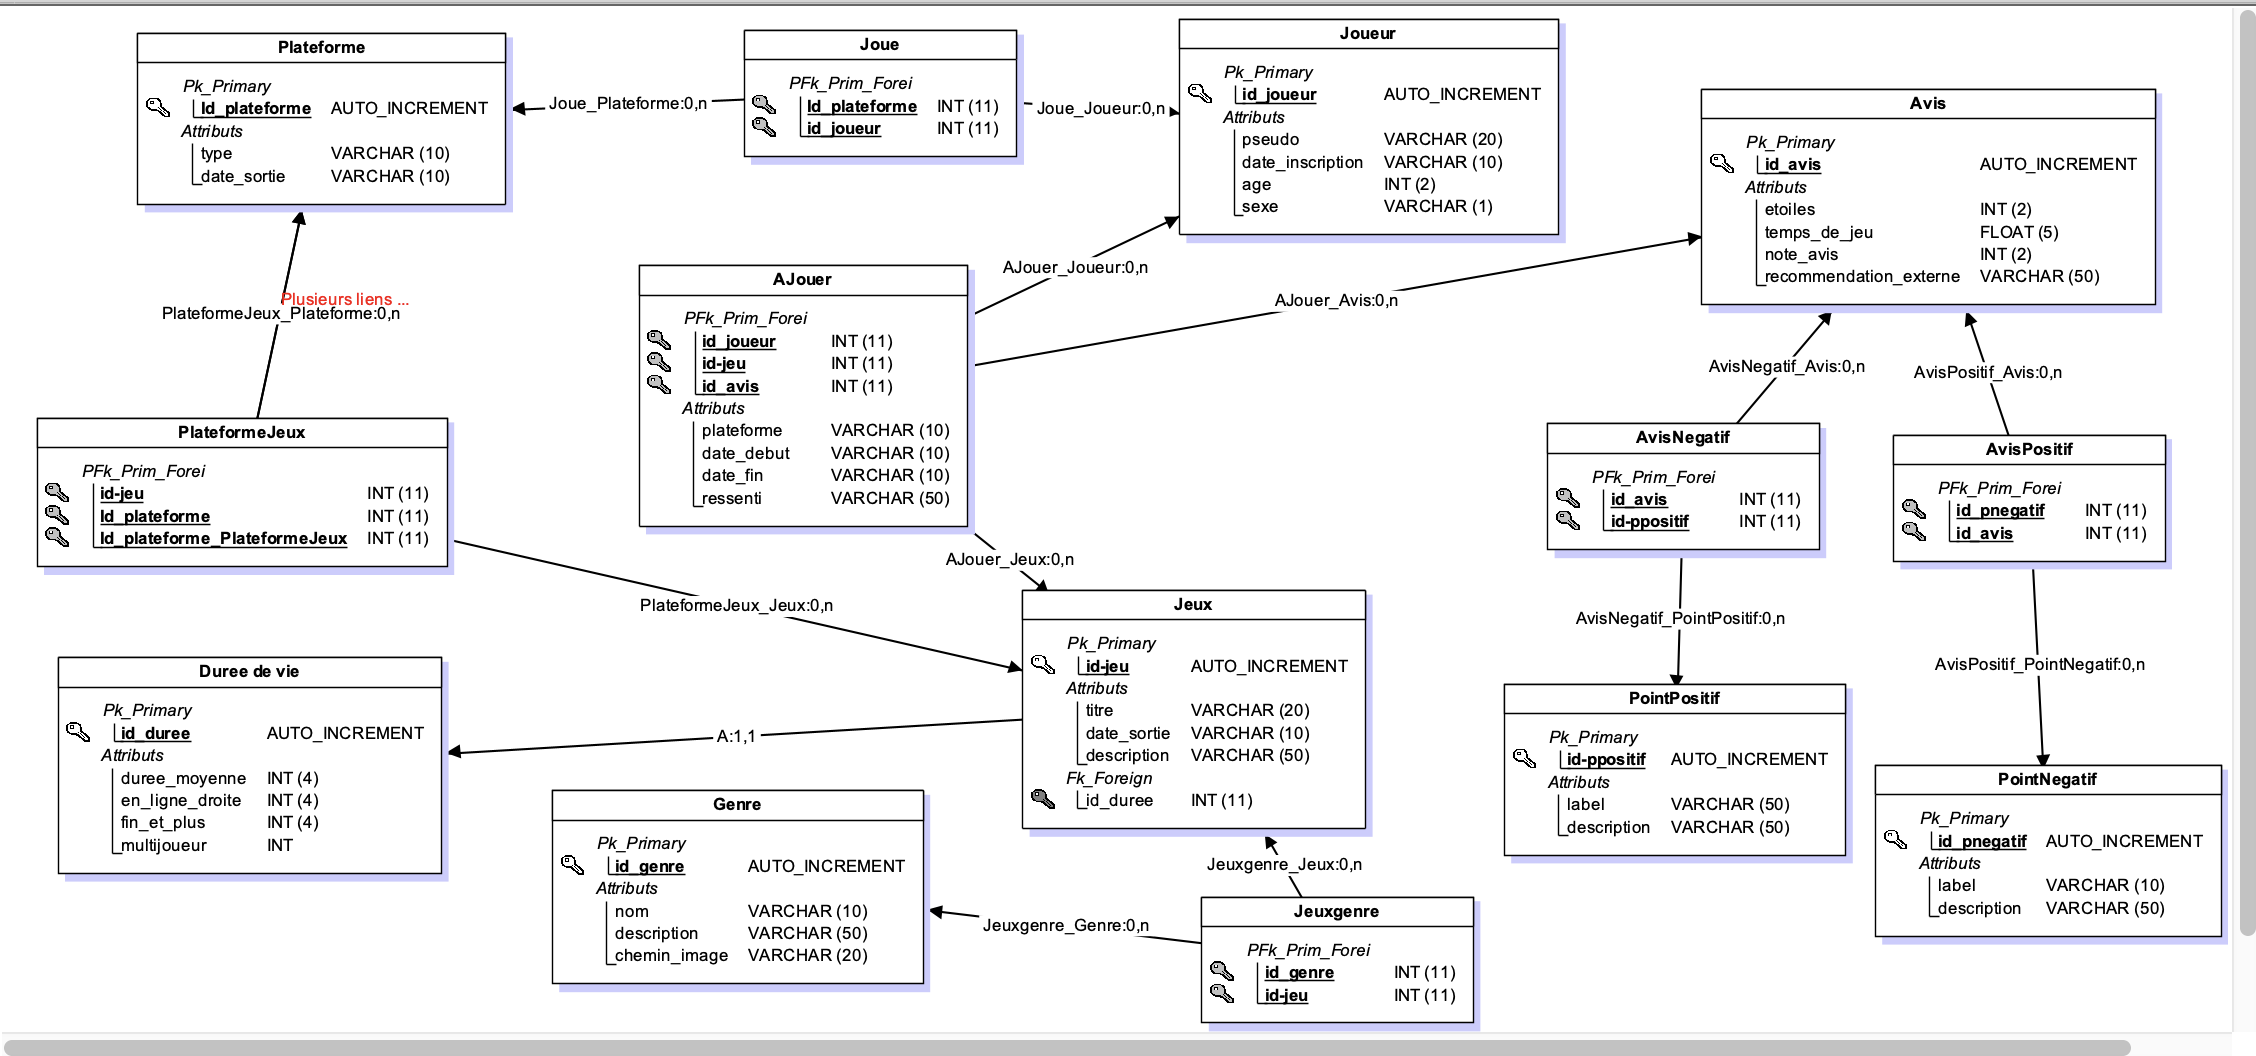 Plateforme
Pk_Primary
Id_plateforme AUTO_INCREMENT
Attributs
type VARCHAR (10)
date_sortie VARCHAR (10)
Joue_Plateforme:0,n
Joue
PFk_Prim_Forei
Id_plateforme INT (11)
id_joueur INT (11)
Joue_Joueur:0,n
Joueur
Pk_Primary
id_joueur AUTO_INCREMENT
Attributs
pseudo VARCHAR (20)
date_inscription VARCHAR (10)
age INT (2)
sexe VARCHAR (1)
Avis
Pk_Primary
id_avis AUTO_INCREMENT
Attributs
etoiles INT (2)
temps_de_jeu FLOAT (5)
note_avis INT (2)
recommendation_externe VARCHAR (50)
Plusieurs liens ...
PlateformeJeux_Plateforme:0,n
AJouer
PFk_Prim_Forei
id_joueur INT (11)
id-jeu INT (11)
id_avis INT (11)
Attributs
plateforme VARCHAR (10)
date_debut VARCHAR (10)
date_fin VARCHAR (10)
ressenti VARCHAR (50)
AJouer_Joueur:0,n
AJouer_Avis:0,n
AvisNegatif_Avis:0,n
AvisPositif_Avis:0,n
PlateformeJeux
PFk_Prim_Forei
id-jeu INT (11)
Id_plateforme INT (11)
Id_plateforme_PlateformeJeux INT (11)
AvisNegatif
PFk_Prim_Forei
id_avis INT (11)
id-ppositif INT (11)
AvisPositif
PFk_Prim_Forei
id_pnegatif INT (11)
id_avis INT (11)
AJouer_Jeux:0,n
PlateformeJeux_Jeux:0,n
AvisNegatif_PointPositif:0,n
AvisPositif_PointNegatif:0,n
Duree de vie
Pk_Primary
id_duree AUTO_INCREMENT
Attributs
duree_moyenne INT (4)
en_ligne_droite INT (4)
fin_et_plus INT (4)
multijoueur INT
A:1,1
Jeux
Pk_Primary
id-jeu AUTO_INCREMENT
Attributs
titre VARCHAR (20)
date_sortie VARCHAR (10)
description VARCHAR (50)
Fk_Foreign
id_duree INT (11)
PointPositif
Pk_Primary
id-ppositif AUTO_INCREMENT
Attributs
label VARCHAR (50)
description VARCHAR (50)
PointNegatif
Pk_Primary
id_pnegatif AUTO_INCREMENT
Attributs
label VARCHAR (10)
description VARCHAR (50)
Genre
Pk_Primary
id_genre AUTO_INCREMENT
Attributs
nom VARCHAR (10)
description VARCHAR (50)
chemin_image VARCHAR (20)
Jeuxgenre_Jeux:0,n
Jeuxgenre_Genre:0,n
Jeuxgenre
PFk_Prim_Forei
id_genre INT (11)
id-jeu INT (11)